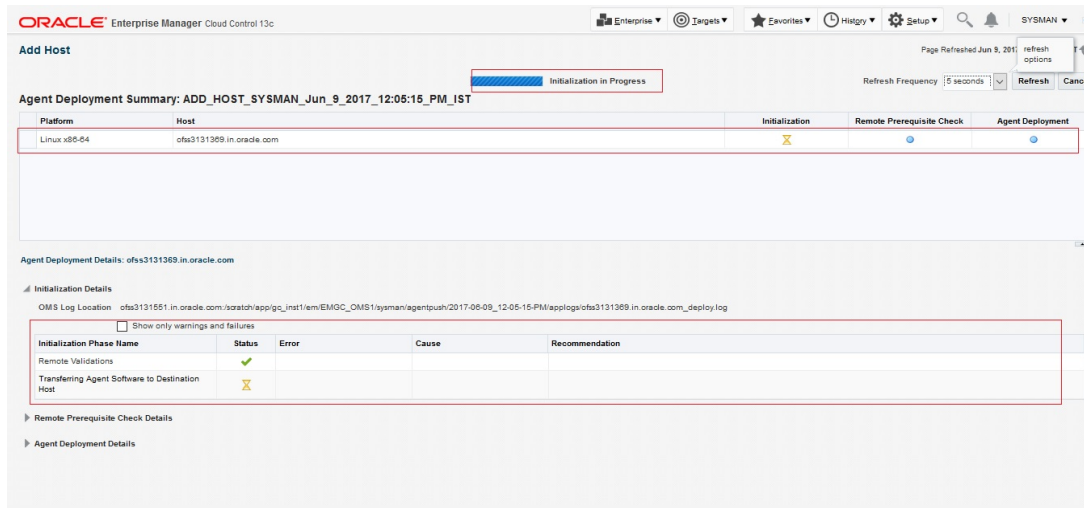 ORACLE Enterprise Manager Cloud Control 13c Enterprise Targets Favorites History Setup SYSMAN
Add Host Page Refreshed Jun 9, 201
refresh
options
Initialization in Progress Refresh Frequency 5 seconds Refresh Canc
Agent Deployment Summary: ADD_HOST_SYSMAN_Jun_9_2017_12:05:15_PM_IST
Platform Host Initialization Remote Prerequisite Check Agent Deployment
Linux x86-64 ofss3131369.in.oracle.com
Agent Deployment Details: ofss3131369.in.oracle.com
Initialization Details
OMS Log Location ofss3131551.in.oracle.com:/scratch/app/gc_inst1/em/EMGC_OMS1/sysman/agentpush/2017-06-09_12-05-15-PM/applogs/ofss3131369.in.oracle.com_deploy.log
Show only warnings and failures
Initialization Phase Name Status Error Cause Recommendation
Remote Validations
Transferring Agent Software to Destination
Host
Remote Prerequisite Check Details
Agent Deployment Details